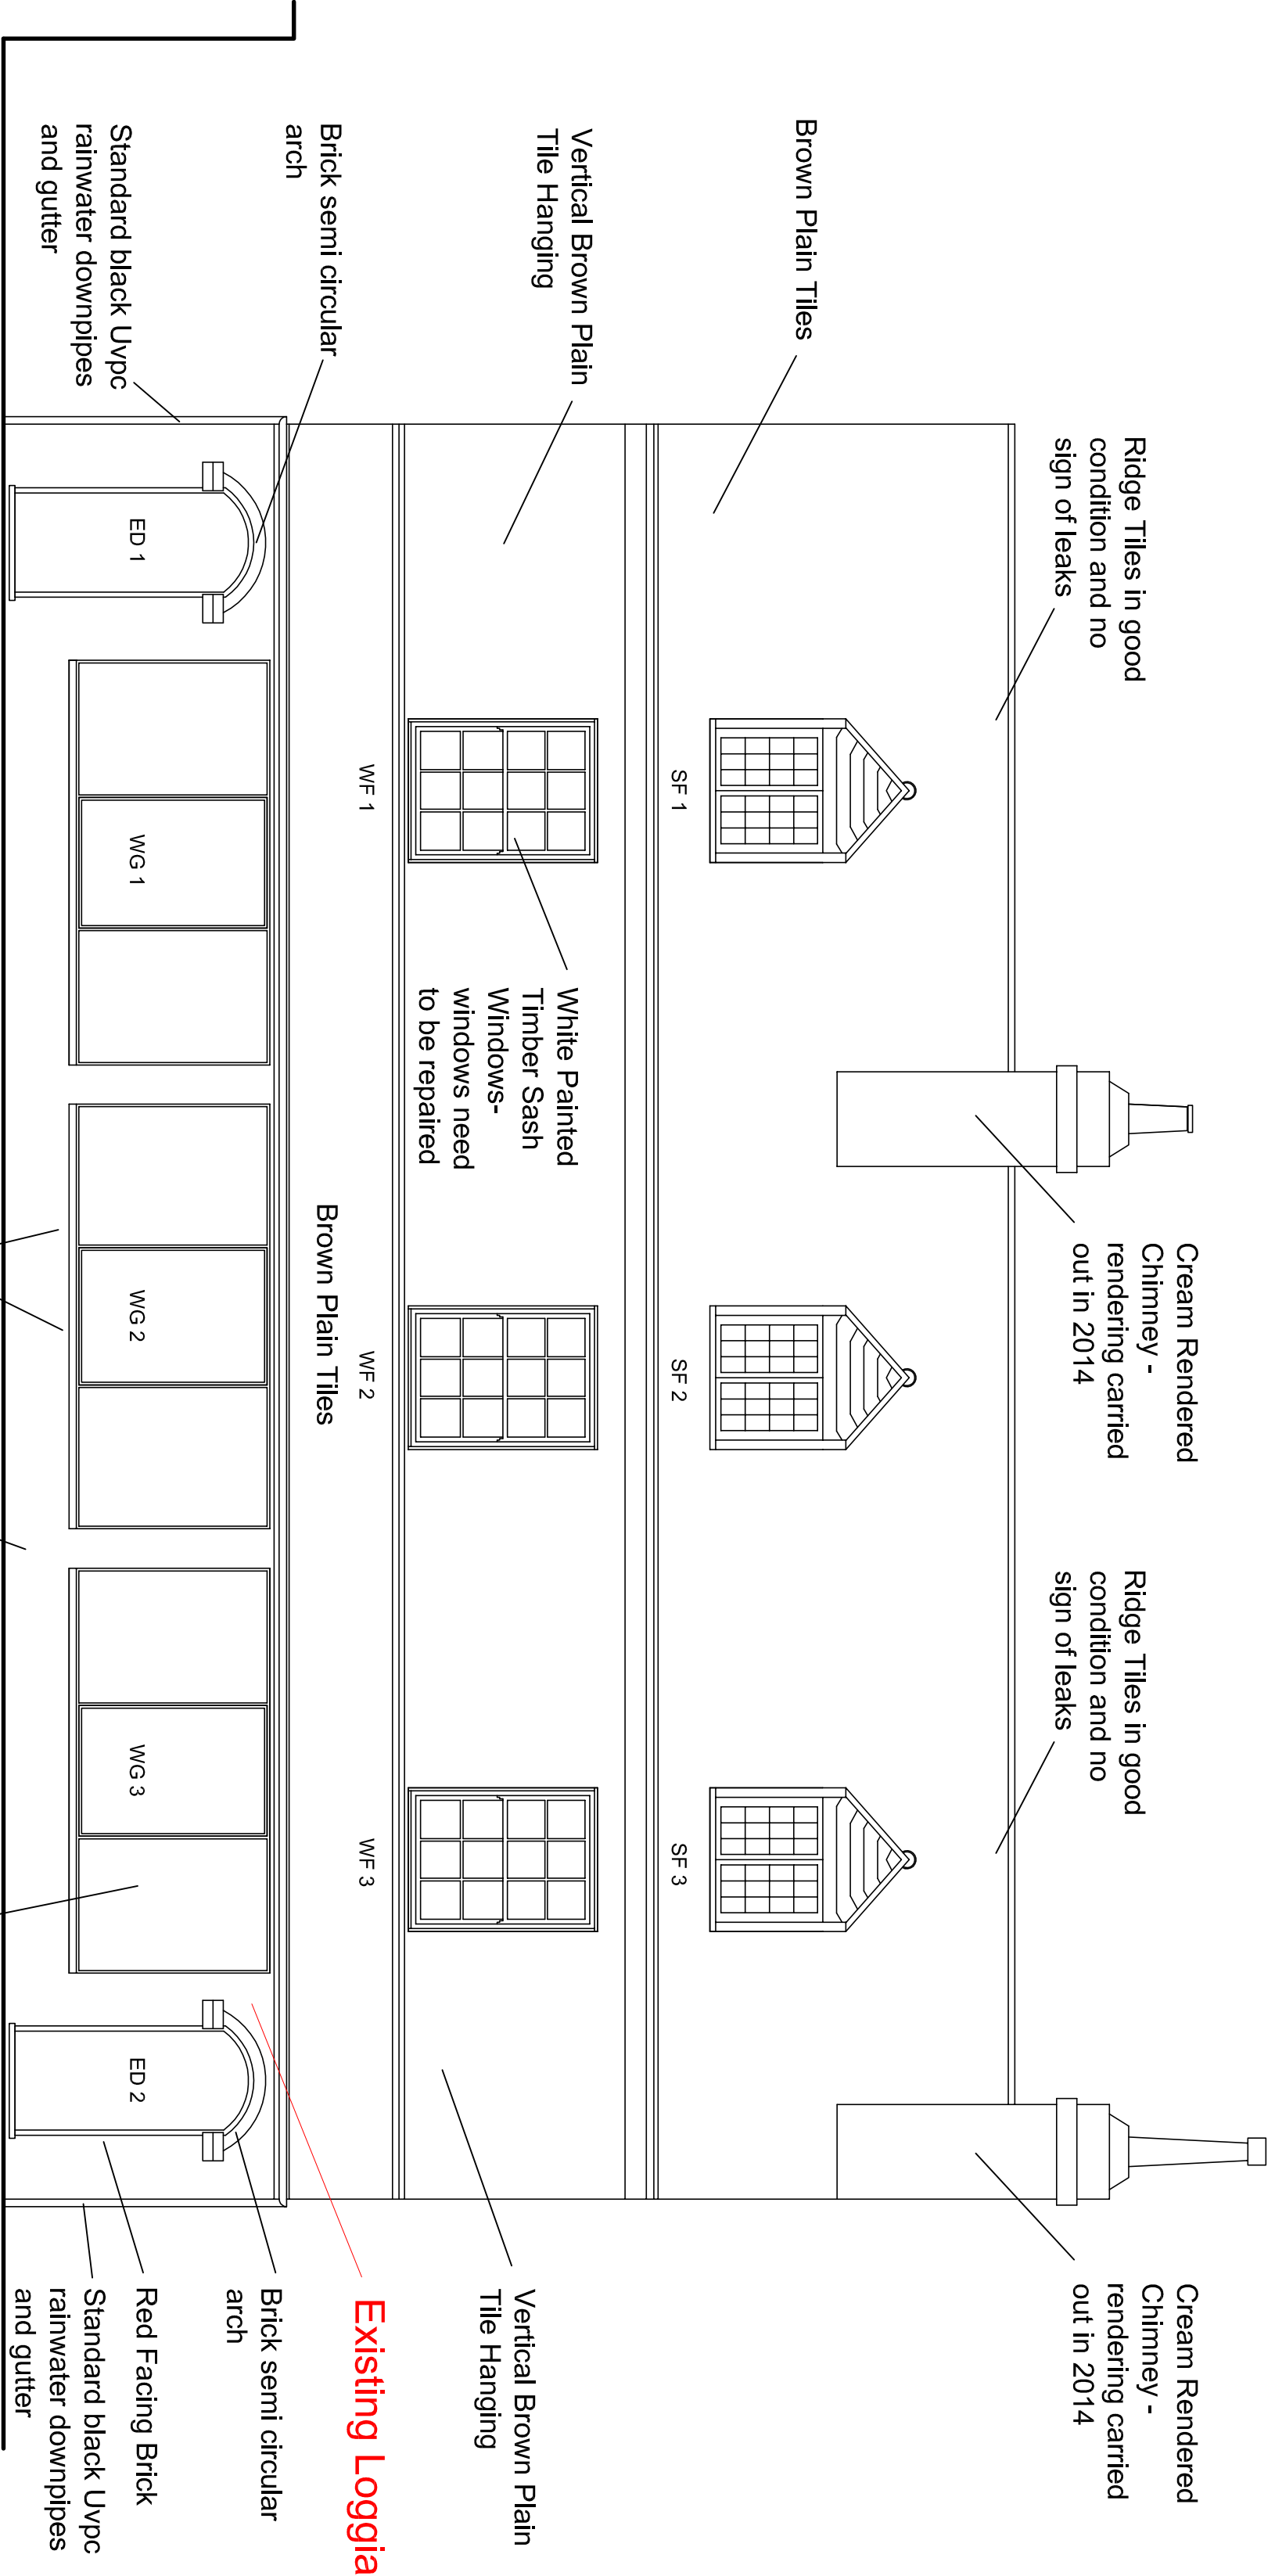 Ridge Tiles in good
condition and no
sign of leaks
Cream Rendered
Chimney -
rendering carried
out in 2014
Ridge Tiles in good
condition and no
sign of leaks
Cream Rendered
Chimney -
rendering carried
out in 2014
Brown Plain Tiles
SF 1
SF 2
SF 3
Vertical Brown Plain
Tile Hanging
White Painted
Timber Sash
Windows-
windows need
to be repaired
Vertical Brown Plain
Tile Hanging
WF 1
WF 2
WF 3
Brown Plain Tiles
Existing Loggia
Brick semi circular
arch
Brick semi circular
arch
Standard black Uvpc
rainwater downpipes
and gutter
ED 1
WG 1
WG 2
WG 3
ED 2
Red Facing Brick
Standard black Uvpc
rainwater downpipes
and gutter